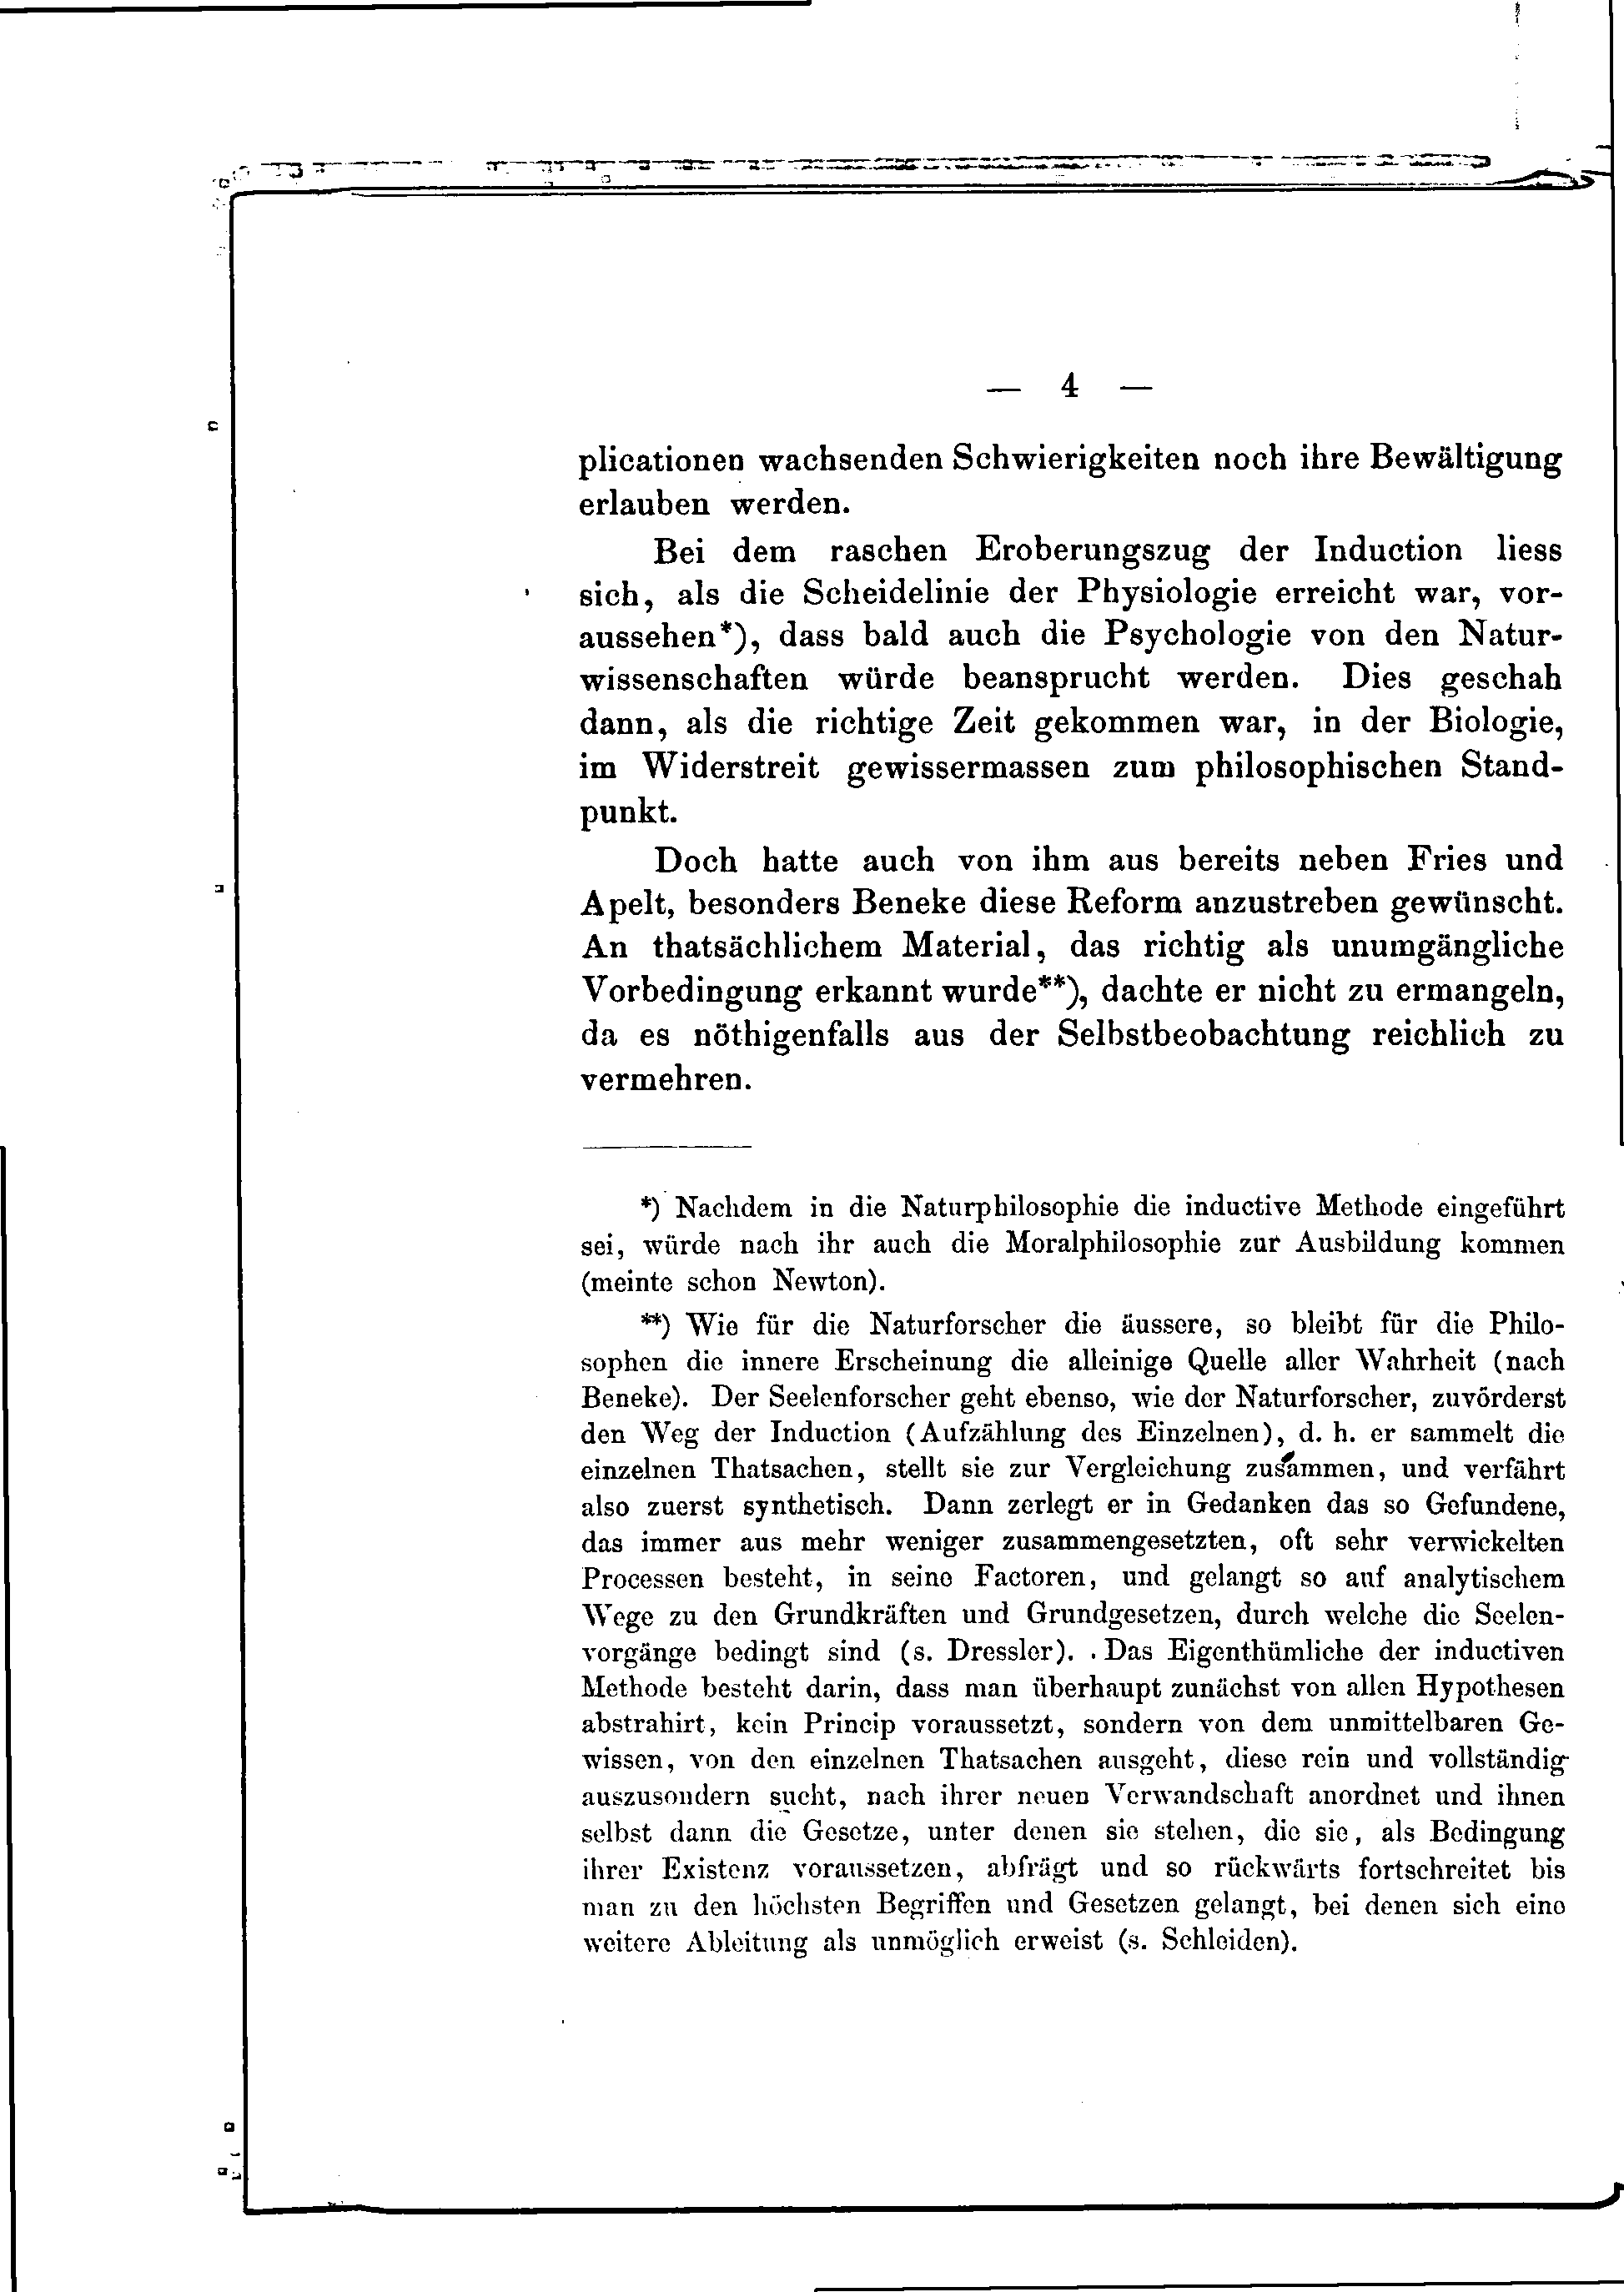 — 4 —
plicationen wachsenden Schwierigkeiten noch ihre Bewältigung
erlauben werden.
Bei dem raschen Eroberungszug der Induction liess
sich, als die Scheidelinie der Physiologie erreicht war, vor-
aussehen*), dass bald auch die Psychologie von den Natur-
wissenschaften würde beansprucht werden. Dies geschah
dann, als die richtige Zeit gekommen war, in der Biologie,
im Widerstreit gewissermassen zum philosophischen Stand-
punkt.
Doch hatte auch von ihm aus bereits neben Fries und
Apelt, besonders Beneke diese Reform anzustreben gewünscht.
An thatsächlichem Material, das richtig als unumgängliche
Vorbedingung erkannt wurde**), dachte er nicht zu ermangeln,
da es nöthigenfalls aus der Selbstbeobachtung reichlich zu
vermehren.
*) Nachdem in die Naturphilosophie die inductive Methode eingeführt
sei, würde nach ihr auch die Moralphilosophie zur Ausbildung kommen
(meinte schon Newton).
**) Wie für die Naturforscher die äussere, so bleibt für die Philo-
sophen die innere Erscheinung die alleinige Quelle aller Wahrheit (nach
Beneke). Der Seelenforscher geht ebenso, wie der Naturforscher, zuvörderst
den Weg der Induction (Aufzählung des Einzelnen), d. h. er sammelt die
einzelnen Thatsachen, stellt sie zur Vergleichung zusammen, und verfährt
also zuerst synthetisch. Dann zerlegt er in Gedanken das so Gefundene,
das immer aus mehr weniger zusammengesetzten, oft sehr verwickelten
Processen besteht, in seine Factoren, und gelangt so auf analytischem
Wege zu den Grundkräften und Grundgesetzen, durch welche die Seelen-
vorgänge bedingt sind (s. Dressler). Das Eigenthümliche der inductiven
Methode besteht darin, dass man überhaupt zunächst von allen Hypothesen
abstrahirt, kein Princip voraussetzt, sondern von dem unmittelbaren Ge-
wissen, von den einzelnen Thatsachen ausgeht, diese rein und vollständig
auszusondern sucht, nach ihrer neuen Verwandschaft anordnet und ihnen
selbst dann die Gesetze, unter denen sie stehen, die sie, als Bedingung
ihrer Existenz voraussetzen, abfrägt und so rückwärts fortschreitet bis
man zu den höchsten Begriffen und Gesetzen gelangt, bei denen sich eine
weitere Ableitung als unmöglich erweist (s. Schleiden).